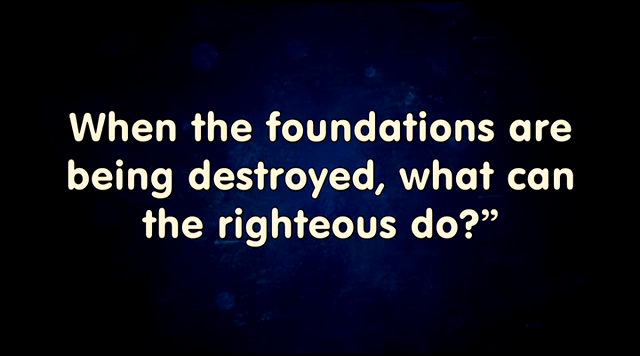 When the foundations are
being destroyed, what can
the righteous do?”